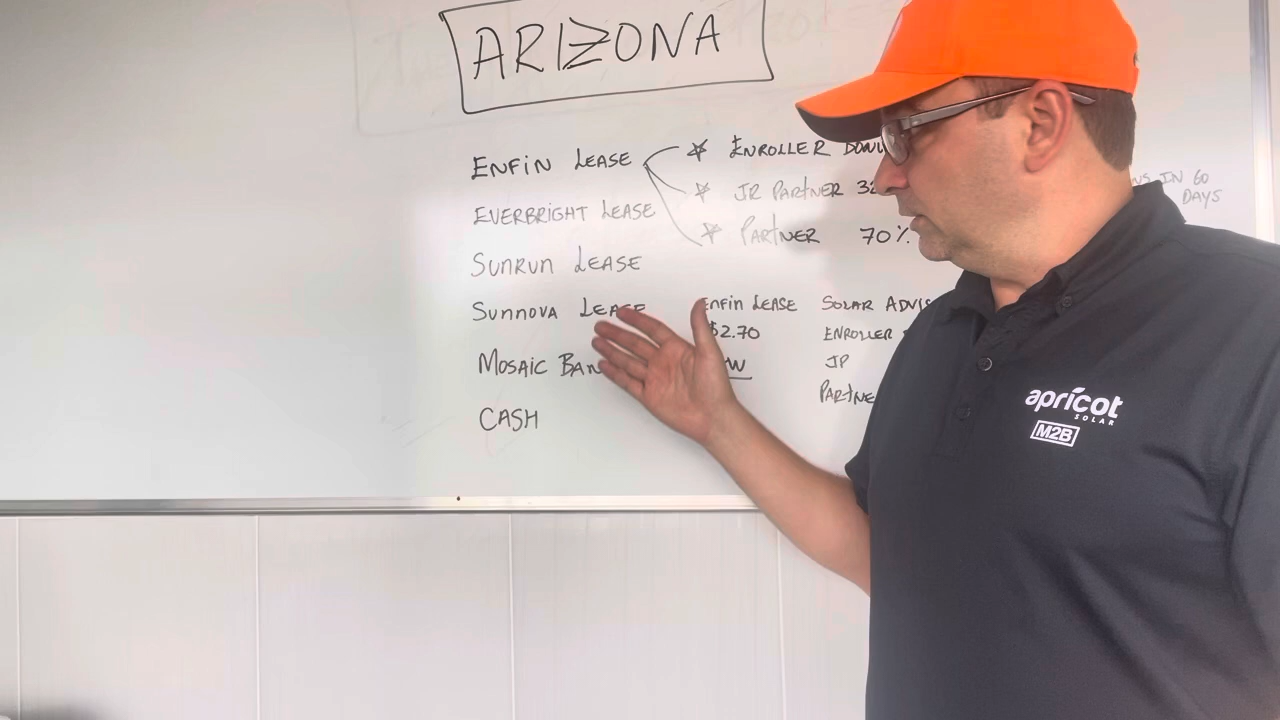 ARIZONA
ENFIN LEASE
ENROLLER
EVERBRIGHT LEASE
JR PARTNER
SUNRUN LEASE
PARTNER 70%
IN 60
DAYS
SUNNOVA LEASE
MOSAIC
CASH
ENFIN LEASE
$2.70
SOLAR
ENROLLER
JP
apricot
SOLAR
M2B